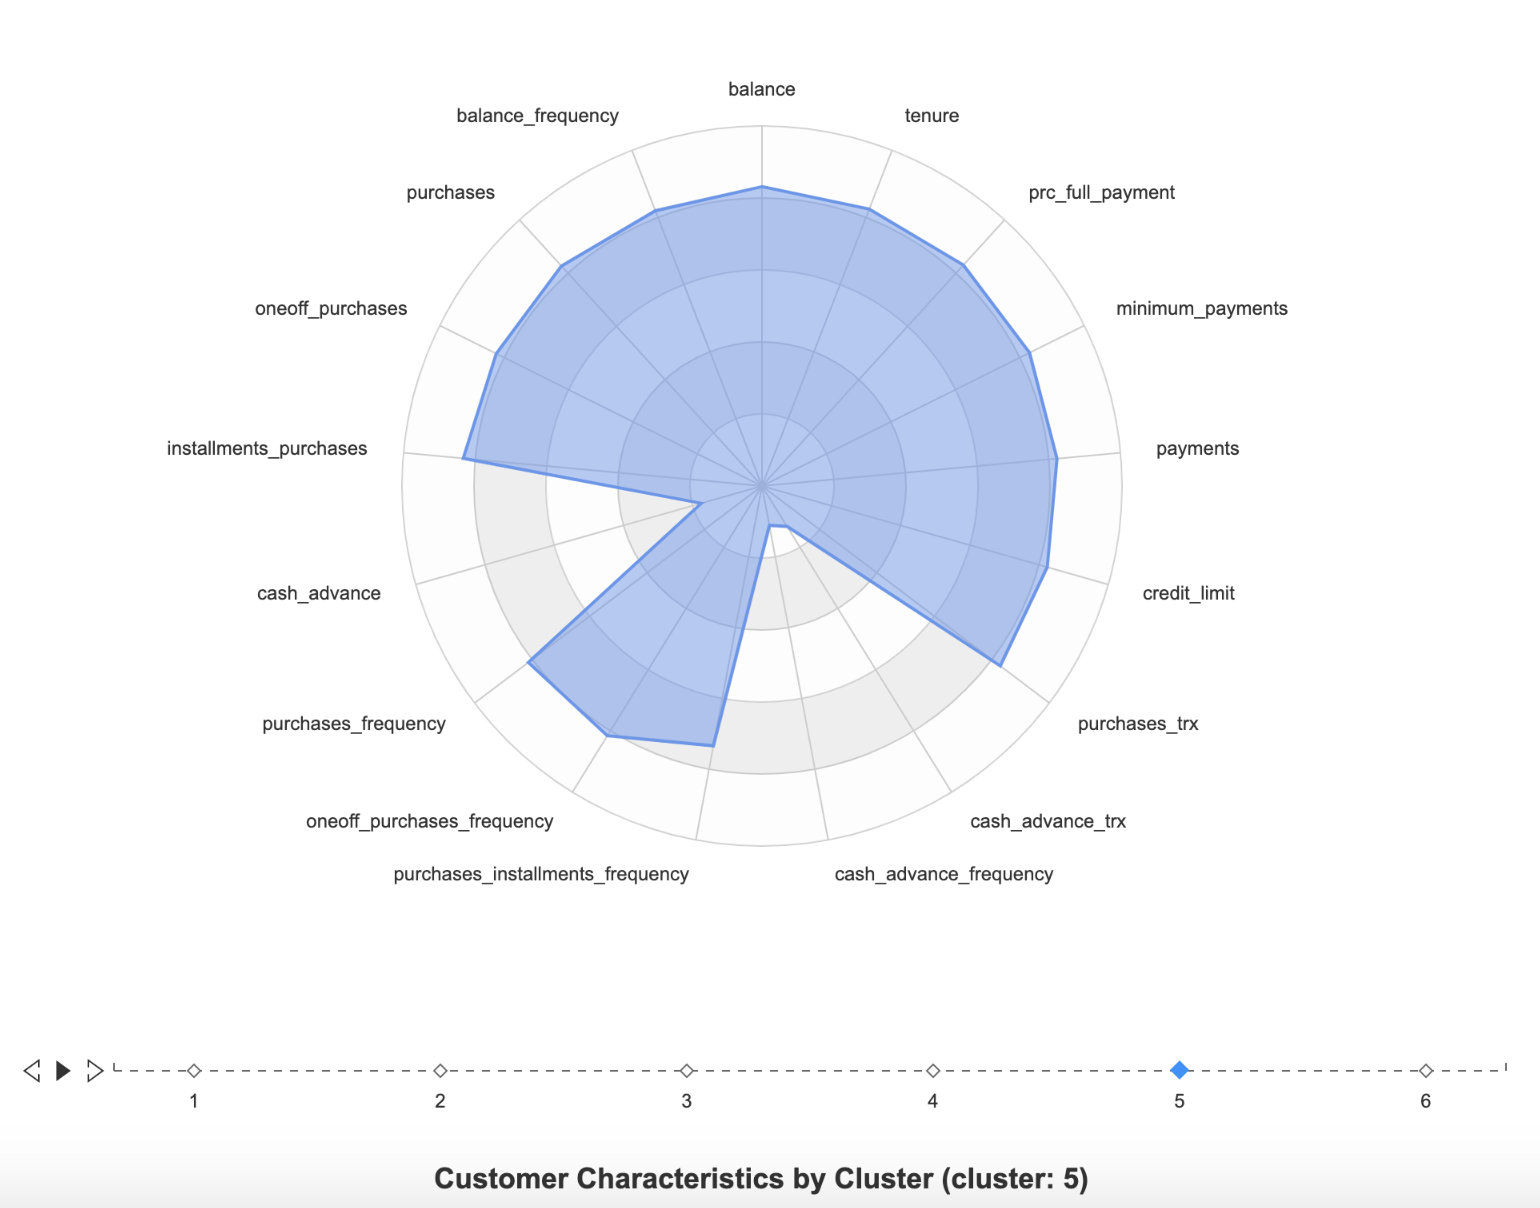 balance
balance_frequency
tenure
purchases
prc_full_payment
oneoff_purchases
minimum_payments
installments_purchases
payments
cash_advance
credit_limit
purchases_frequency
purchases_trx
oneoff_purchases_frequency
cash_advance_trx
purchases_installments_frequency
cash_advance_frequency
1 2 3 4 5 6
Customer Characteristics by Cluster (cluster: 5)